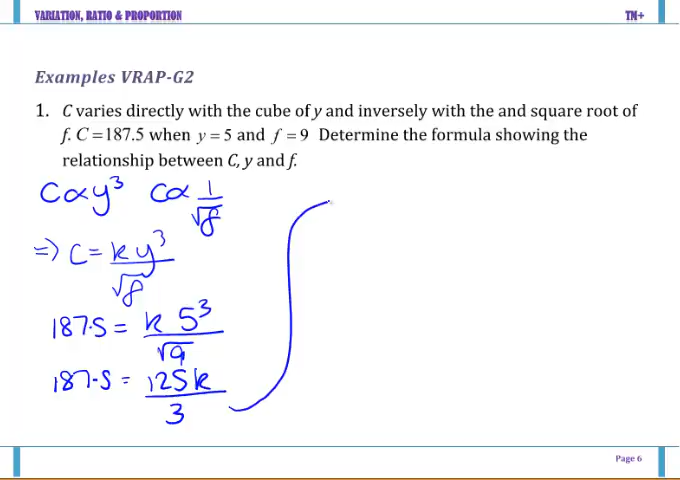 VARIATION, RATIO & PROPORTION TM+
Examples VRAP-G2
1. C varies directly with the cube of y and inversely with the and square root of
f. C = 187.5 when y = 5 and f = 9 Determine the formula showing the
relationship between C, y and f.
C ∝ y³ C ∝ 1/√f
⇒ C = k y³/√f
187.5 = k 5³/√9
187.5 = 125k/3
Page 6